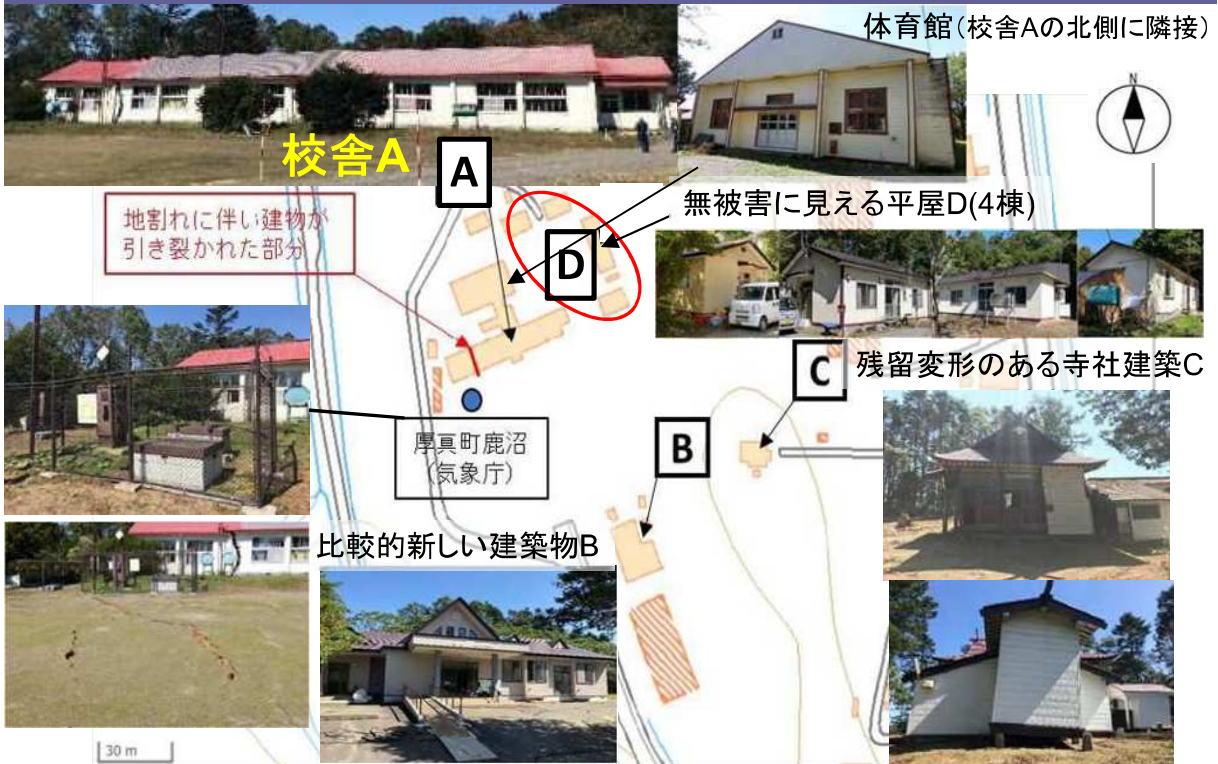 体育館(校舎Aの北側に隣接)
N
校舎A
A
地割れに伴い建物が
引き裂かれた部分
無被害に見える平屋D(4棟)
D
C
残留変形のある寺社建築C
厚真町鹿沼
(気象庁)
B
比較的新しい建築物B
30 m